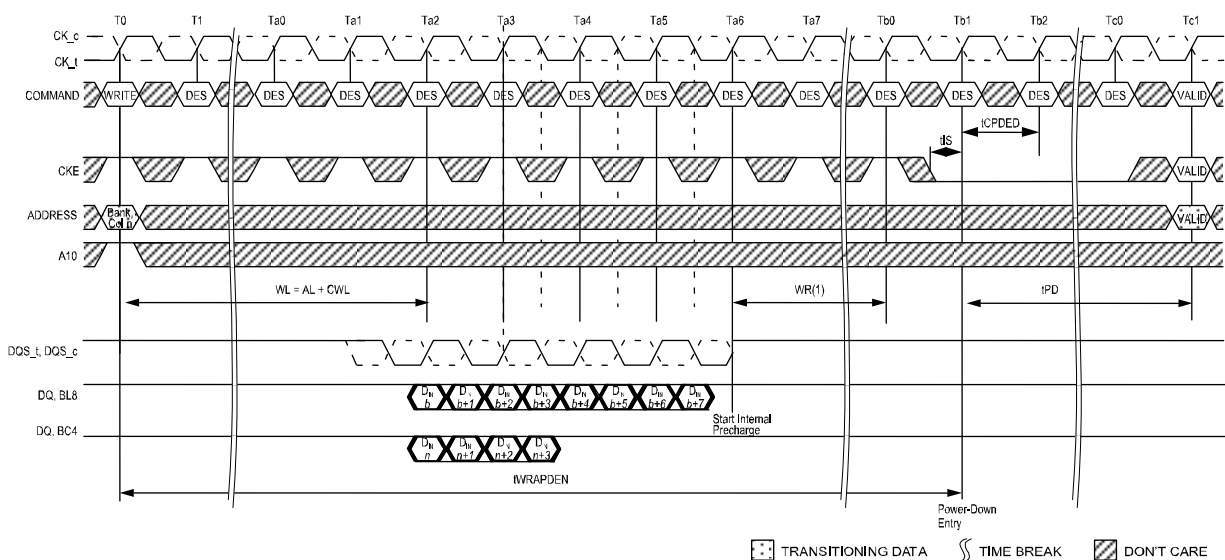 T0 T1 Ta0 Ta1 Ta2 Ta3 Ta4 Ta5 Ta6 Ta7 Tb0 Tb1 Tb2 Tc0 Tc1
CK_c
CK_t
COMMAND WRITE DES DES DES DES DES DES DES DES DES DES DES DES DES VALID
tCPDED
tIS
CKE VALID
ADDRESS Bank, Col n VALID
A10
WL = AL + CWL WR(1) tPD
DQS_t, DQS_c
DQ, BL8 DIN b DIN b+1 DIN b+2 DIN b+3 DIN b+4 DIN b+5 DIN b+6 DIN b+7
Start Internal
Precharge
DQ, BC4 DIN n DIN n+1 DIN n+2 DIN n+3
tWRAPDEN
Power-Down
Entry
TRANSITIONING DATA TIME BREAK DON'T CARE